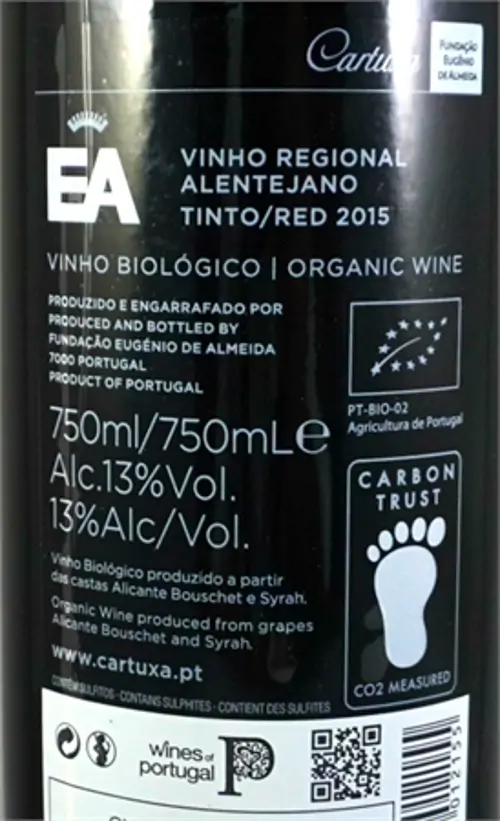 Cartuxa
FUNDAÇÃO
EUGÉNIO
DE ALMEIDA
EA
VINHO REGIONAL
ALENTEJANO
TINTO/RED 2015
VINHO BIOLÓGICO | ORGANIC WINE
PRODUZIDO E ENGARRAFADO POR
PRODUCED AND BOTTLED BY
FUNDAÇÃO EUGÉNIO DE ALMEIDA
7000 PORTUGAL
PRODUCT OF PORTUGAL
PT-BIO-02
Agricultura de Portugal
750ml/750mL℮
Alc.13%Vol.
13%Alc/Vol.
CARBON
TRUST
CO2 MEASURED
Vinho Biológico produzido a partir
das castas Alicante Bouschet e Syrah.
Organic Wine produced from grapes
Alicante Bouschet and Syrah.
www.cartuxa.pt
CONTÉM SULFITOS · CONTAINS SULPHITES · CONTIENT DES SULFITES
wines of
portugal
P
012155